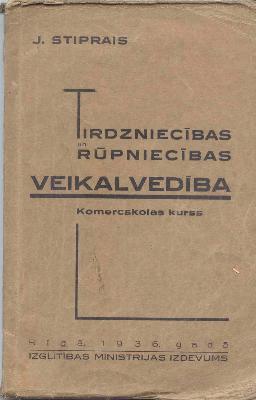 J. STIPRAIS
TIRDZNIECĪBAS
un
RŪPNIECĪBAS
VEIKALVEDĪBA
Komercskolas kurss
Rīgā, 1936. gadā
IZGLĪTĪBAS MINISTRIJAS IZDEVUMS